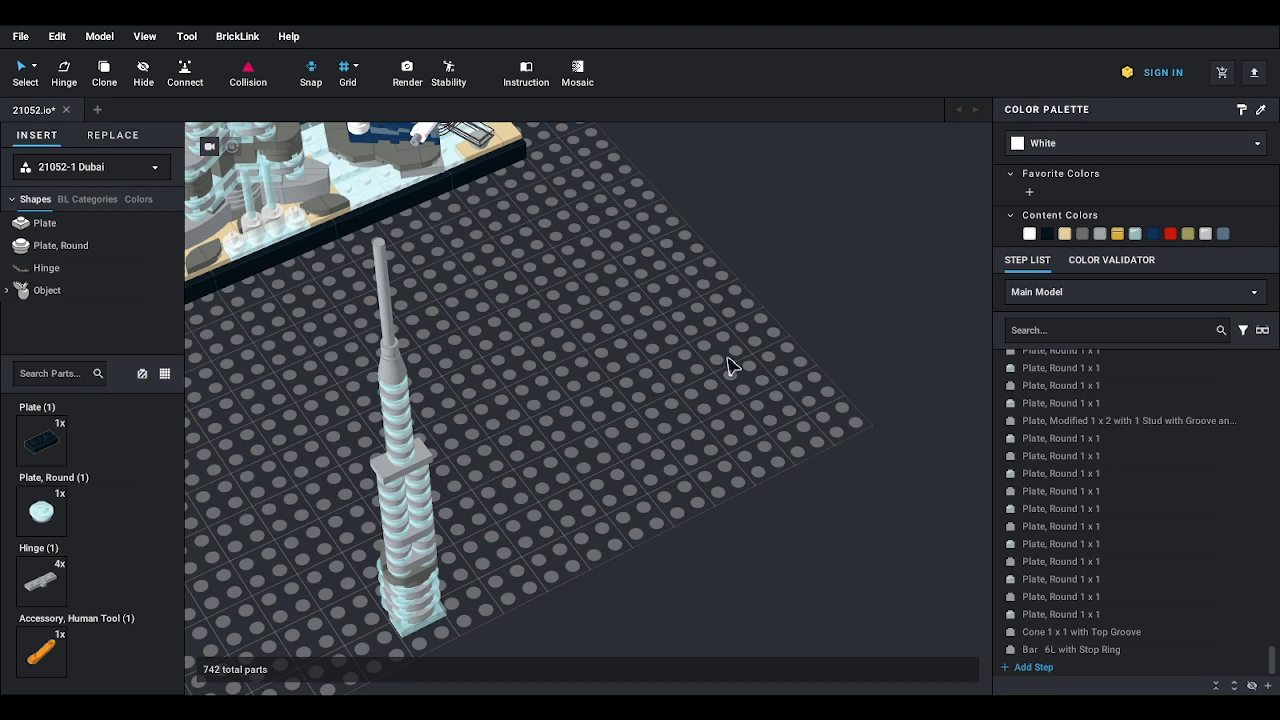 File Edit Model View Tool BrickLink Help
Select Hinge Clone Hide Connect Collision Snap Grid Render Stability Instruction Mosaic SIGN IN
21052.io*
INSERT REPLACE
21052-1 Dubai
Shapes BL Categories Colors
Plate
Plate, Round
Hinge
Object
Search Parts...
Plate (1)
1x
Plate, Round (1)
1x
Hinge (1)
4x
Accessory, Human Tool (1)
1x
742 total parts
COLOR PALETTE
White
Favorite Colors
Content Colors
STEP LIST COLOR VALIDATOR
Main Model
Search...
Plate, Round 1 x 1
Plate, Round 1 x 1
Plate, Round 1 x 1
Plate, Round 1 x 1
Plate, Modified 1 x 2 with 1 Stud with Groove an...
Plate, Round 1 x 1
Plate, Round 1 x 1
Plate, Round 1 x 1
Plate, Round 1 x 1
Plate, Round 1 x 1
Plate, Round 1 x 1
Plate, Round 1 x 1
Plate, Round 1 x 1
Plate, Round 1 x 1
Plate, Round 1 x 1
Plate, Round 1 x 1
Cone 1 x 1 with Top Groove
Bar 6L with Stop Ring
Add Step